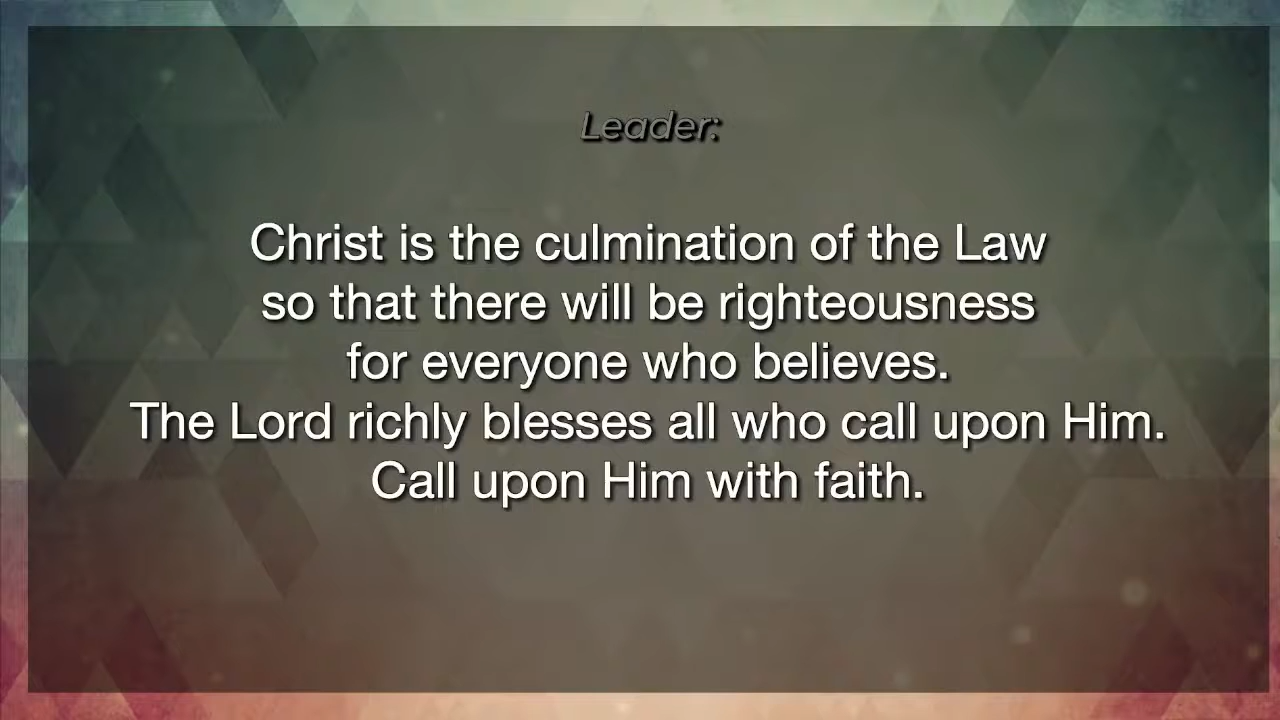 Leader:
Christ is the culmination of the Law
so that there will be righteousness
for everyone who believes.
The Lord richly blesses all who call upon Him.
Call upon Him with faith.